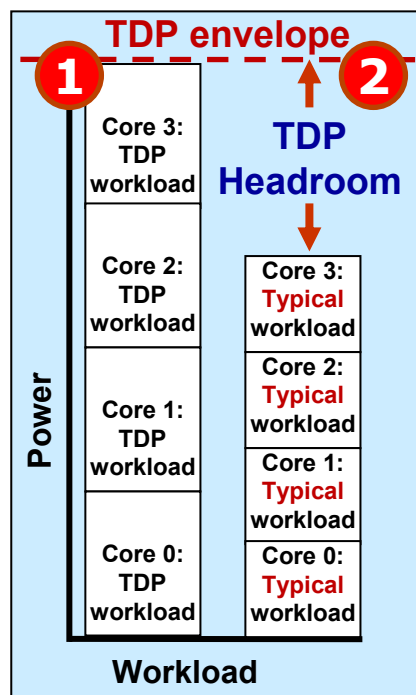 TDP envelope
1
2
TDP
Headroom
Core 3:
TDP
workload
Core 2:
TDP
workload
Core 1:
TDP
workload
Core 0:
TDP
workload
Core 3:
Typical
workload
Core 2:
Typical
workload
Core 1:
Typical
workload
Core 0:
Typical
workload
Power
Workload